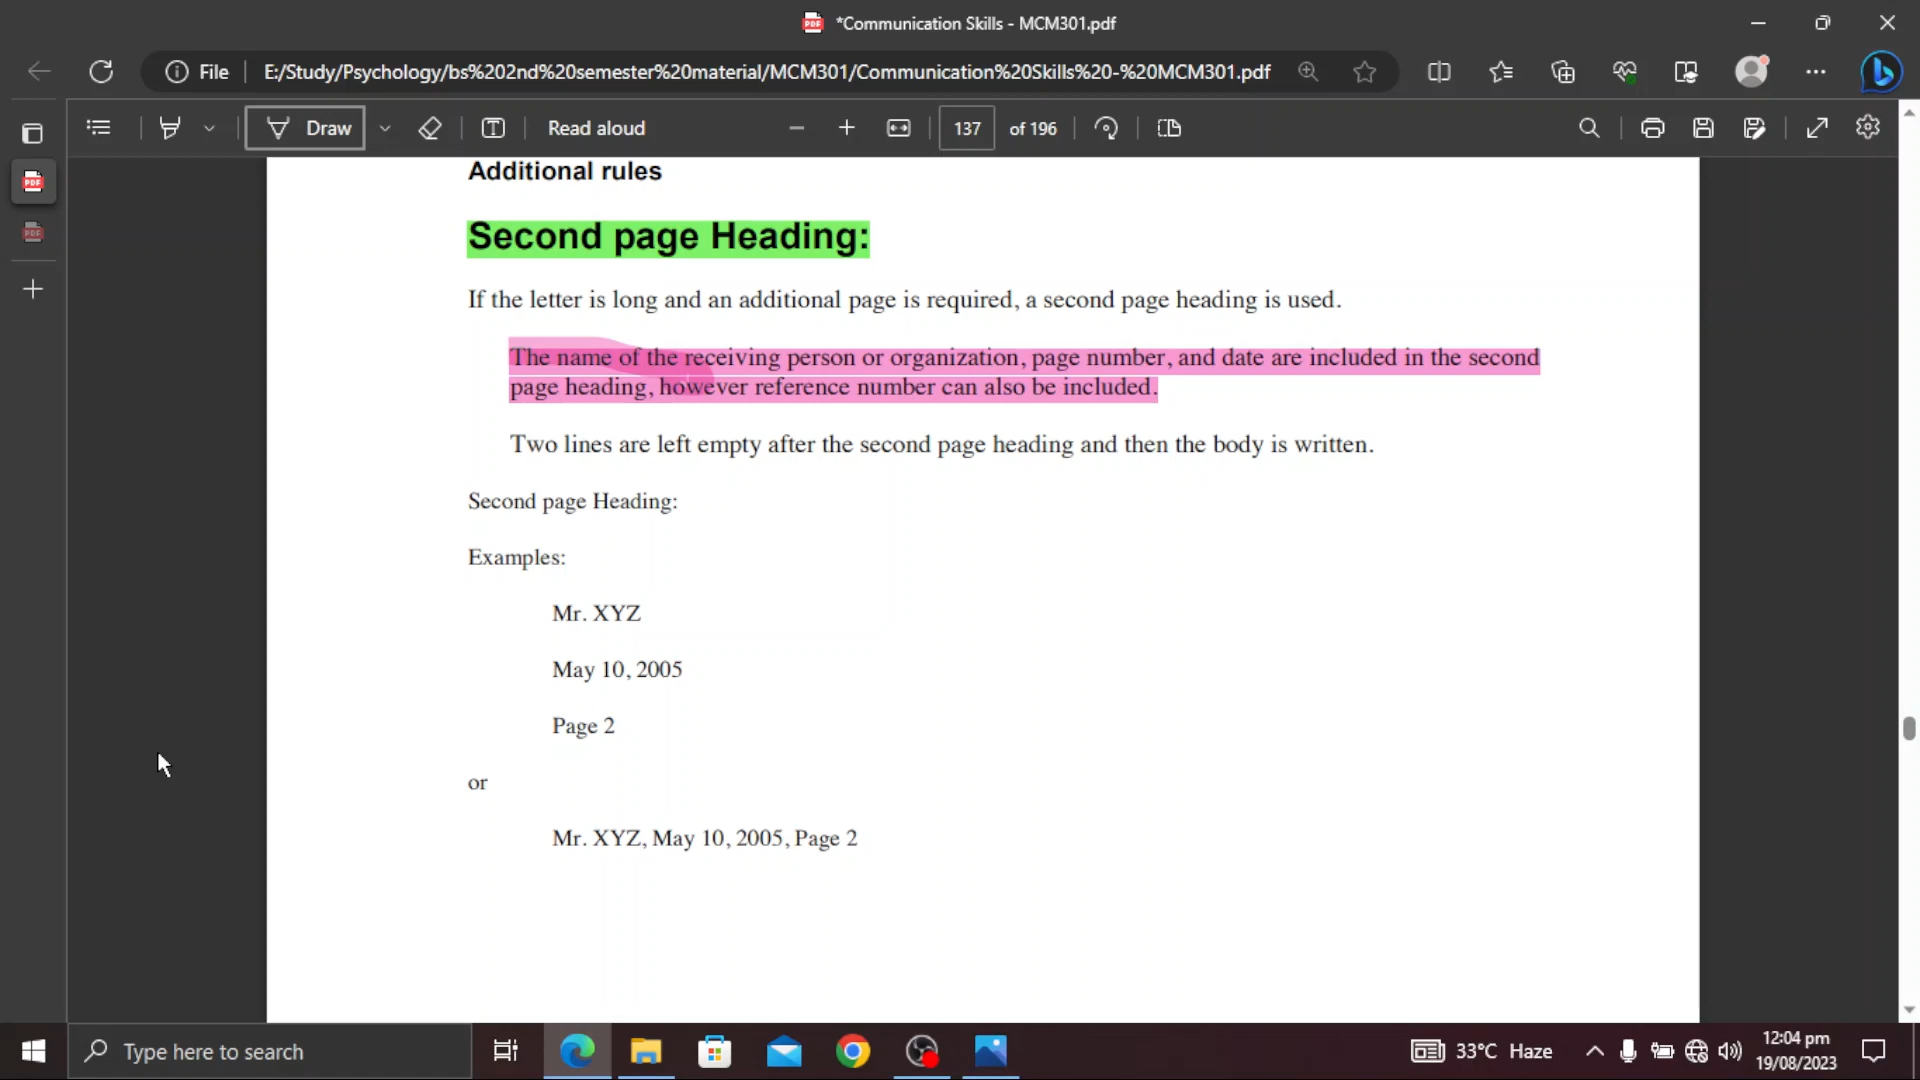 *Communication Skills - MCM301.pdf
File
E:/Study/Psychology/bs%202nd%20semester%20material/MCM301/Communication%20Skills%20-%20MCM301.pdf
Draw
Read aloud
137 of 196
Additional rules
Second page Heading:
If the letter is long and an additional page is required, a second page heading is used.
The name of the receiving person or organization, page number, and date are included in the second
page heading, however reference number can also be included.
Two lines are left empty after the second page heading and then the body is written.
Second page Heading:
Examples:
Mr. XYZ
May 10, 2005
Page 2
or
Mr. XYZ, May 10, 2005, Page 2
Type here to search
33°C Haze
12:04 pm
19/08/2023